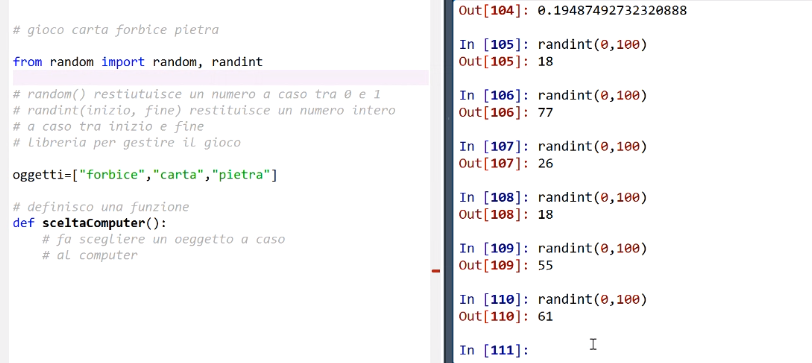 # gioco carta forbice pietra
from random import random, randint
# random() restiutuisce un numero a caso tra 0 e 1
# randint(inizio, fine) restituisce un numero intero
# a caso tra inizio e fine
# libreria per gestire il gioco
oggetti=["forbice","carta","pietra"]
# definisco una funzione
def sceltaComputer():
# fa scegliere un oeggetto a caso
# al computer
Out[104]: 0.19487492732320888
In [105]: randint(0,100)
Out[105]: 18
In [106]: randint(0,100)
Out[106]: 77
In [107]: randint(0,100)
Out[107]: 26
In [108]: randint(0,100)
Out[108]: 18
In [109]: randint(0,100)
Out[109]: 55
In [110]: randint(0,100)
Out[110]: 61
In [111]: